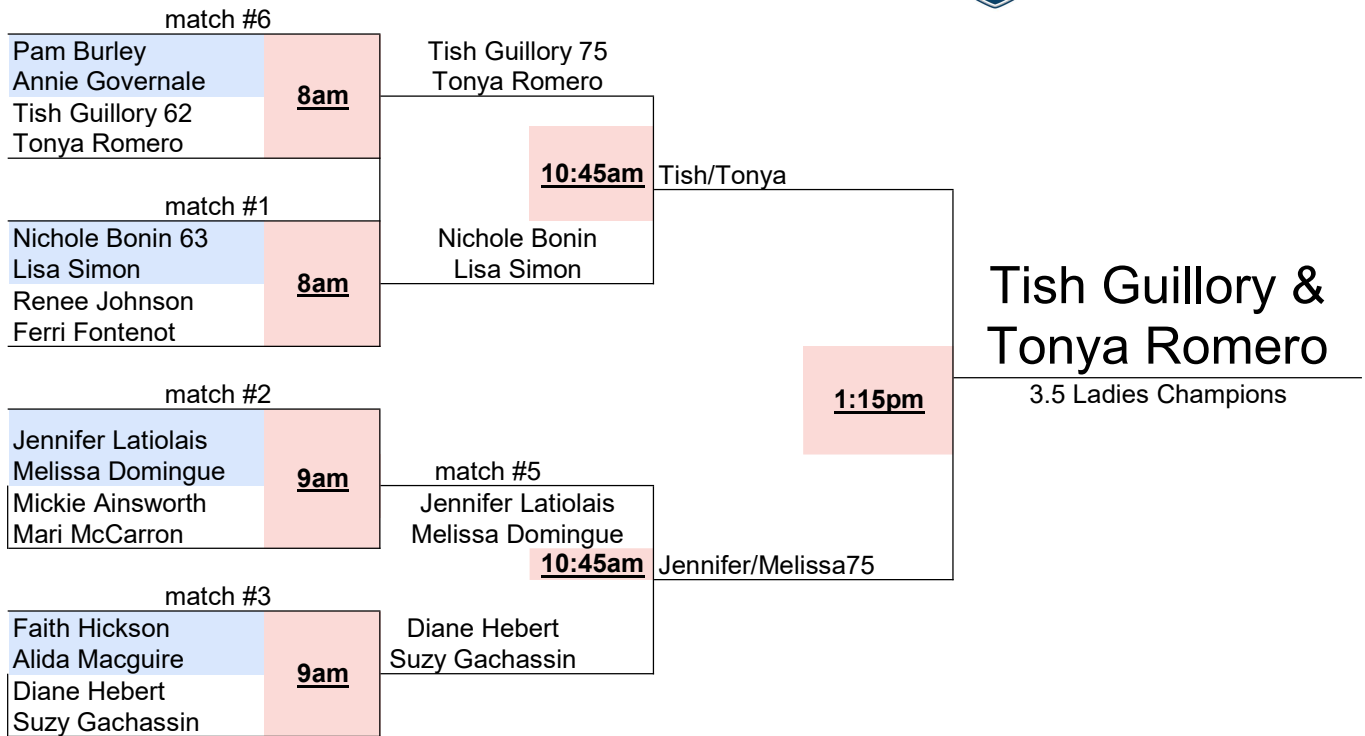 match #6
Pam Burley
Annie Governale
8am
Tish Guillory 62
Tonya Romero
match #1
Nichole Bonin 63
Lisa Simon
8am
Renee Johnson
Ferri Fontenot
match #2
Jennifer Latiolais
Melissa Domingue
9am
Mickie Ainsworth
Mari McCarron
match #3
Faith Hickson
Alida Macguire
9am
Diane Hebert
Suzy Gachassin
Tish Guillory 75
Tonya Romero
10:45am
Nichole Bonin
Lisa Simon
match #5
Jennifer Latiolais
Melissa Domingue
10:45am
Diane Hebert
Suzy Gachassin
Tish/Tonya
1:15pm
Jennifer/Melissa75
Tish Guillory &
Tonya Romero
3.5 Ladies Champions